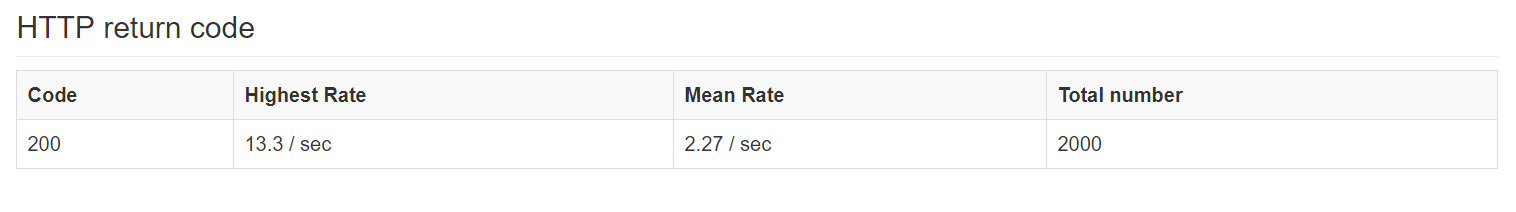 HTTP return code
Code Highest Rate Mean Rate Total number
200 13.3 / sec 2.27 / sec 2000